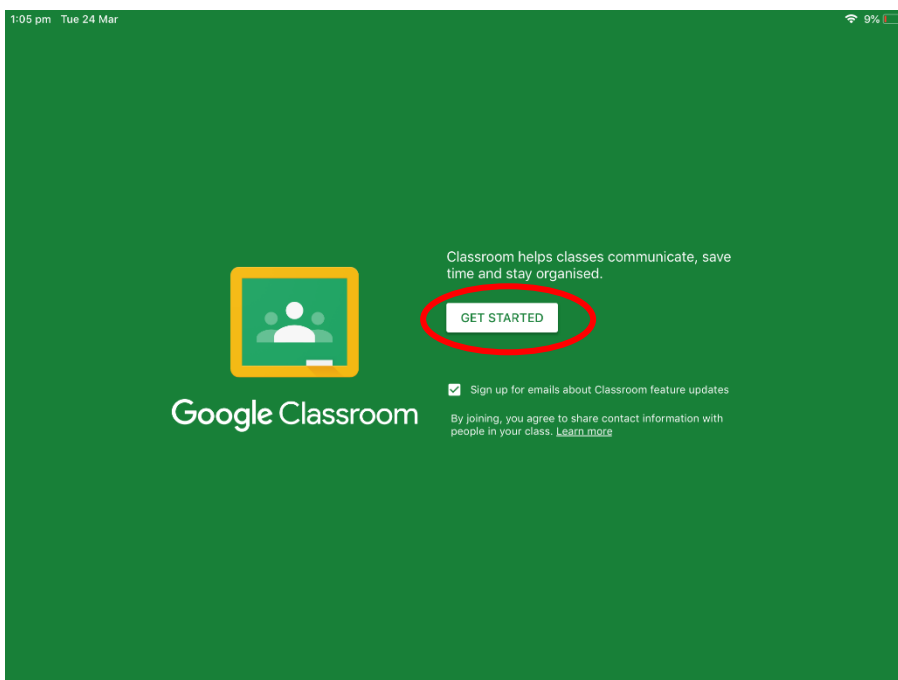 1:05 pm Tue 24 Mar
9%
Classroom helps classes communicate, save
time and stay organised.
GET STARTED
Sign up for emails about Classroom feature updates
Google Classroom
By joining, you agree to share contact information with
people in your class. Learn more